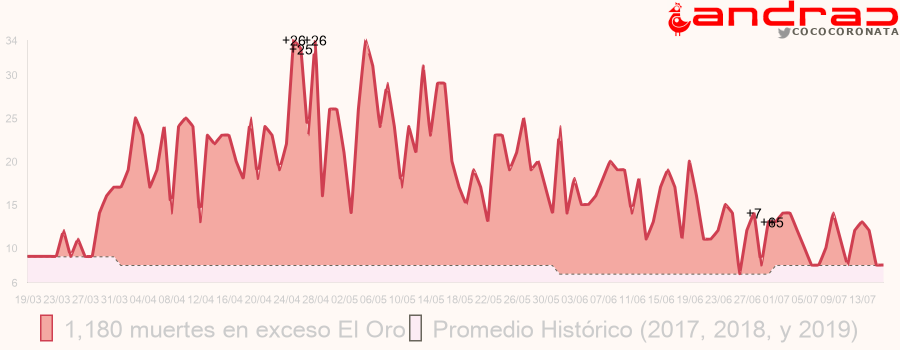 andrab
COCOCORONATA
34
30
25
20
15
10
6
+26
+26
+25
+7
+5
19/03 23/03 27/03 31/03 04/04 08/04 12/04 16/04 20/04 24/04 28/04 02/05 06/05 10/05 14/05 18/05 22/05 26/05 30/05 03/06 07/06 11/06 15/06 19/06 23/06 27/06 01/07 05/07 09/07 13/07
1,180 muertes en exceso El Oro
Promedio Histórico (2017, 2018, y 2019)